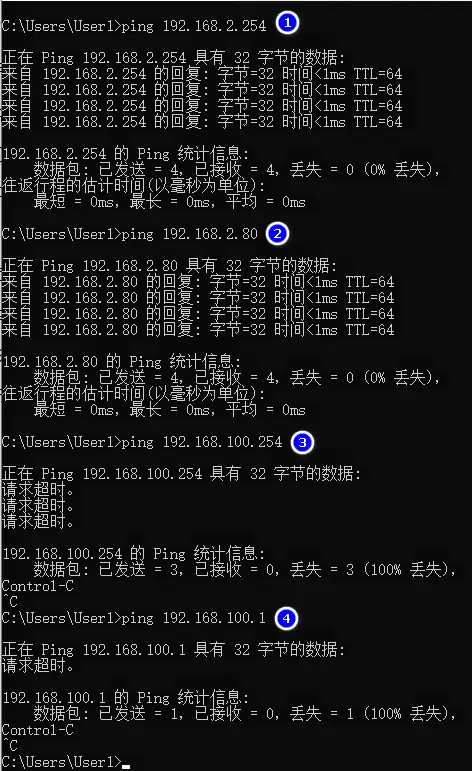 C:\Users\User1>ping 192.168.2.254 1
正在 Ping 192.168.2.254 具有 32 字节的数据:
来自 192.168.2.254 的回复: 字节=32 时间<1ms TTL=64
来自 192.168.2.254 的回复: 字节=32 时间<1ms TTL=64
来自 192.168.2.254 的回复: 字节=32 时间<1ms TTL=64
来自 192.168.2.254 的回复: 字节=32 时间<1ms TTL=64
192.168.2.254 的 Ping 统计信息:
数据包: 已发送 = 4，已接收 = 4，丢失 = 0 (0% 丢失)，
往返行程的估计时间(以毫秒为单位):
最短 = 0ms，最长 = 0ms，平均 = 0ms
C:\Users\User1>ping 192.168.2.80 2
正在 Ping 192.168.2.80 具有 32 字节的数据:
来自 192.168.2.80 的回复: 字节=32 时间<1ms TTL=64
来自 192.168.2.80 的回复: 字节=32 时间<1ms TTL=64
来自 192.168.2.80 的回复: 字节=32 时间<1ms TTL=64
来自 192.168.2.80 的回复: 字节=32 时间<1ms TTL=64
192.168.2.80 的 Ping 统计信息:
数据包: 已发送 = 4，已接收 = 4，丢失 = 0 (0% 丢失)，
往返行程的估计时间(以毫秒为单位):
最短 = 0ms，最长 = 0ms，平均 = 0ms
C:\Users\User1>ping 192.168.100.254 3
正在 Ping 192.168.100.254 具有 32 字节的数据:
请求超时。
请求超时。
请求超时。
192.168.100.254 的 Ping 统计信息:
数据包: 已发送 = 3，已接收 = 0，丢失 = 3 (100% 丢失)，
Control-C
^C
C:\Users\User1>ping 192.168.100.1 4
正在 Ping 192.168.100.1 具有 32 字节的数据:
请求超时。
192.168.100.1 的 Ping 统计信息:
数据包: 已发送 = 1，已接收 = 0，丢失 = 1 (100% 丢失)，
Control-C
^C
C:\Users\User1>